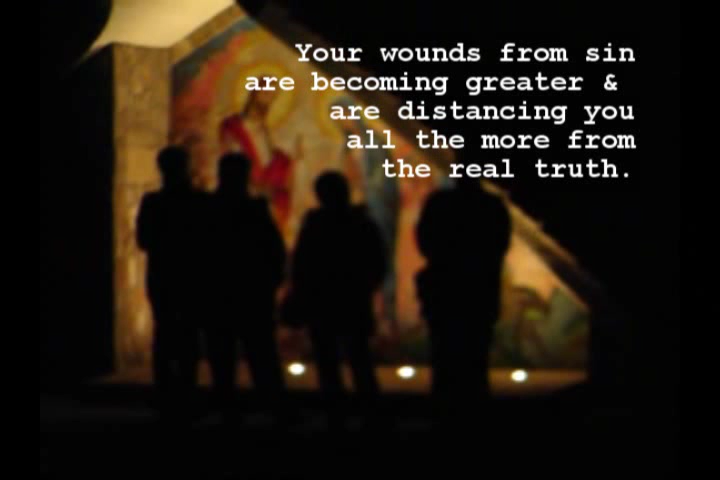 Your wounds from sin
are becoming greater &
are distancing you
all the more from
the real truth.